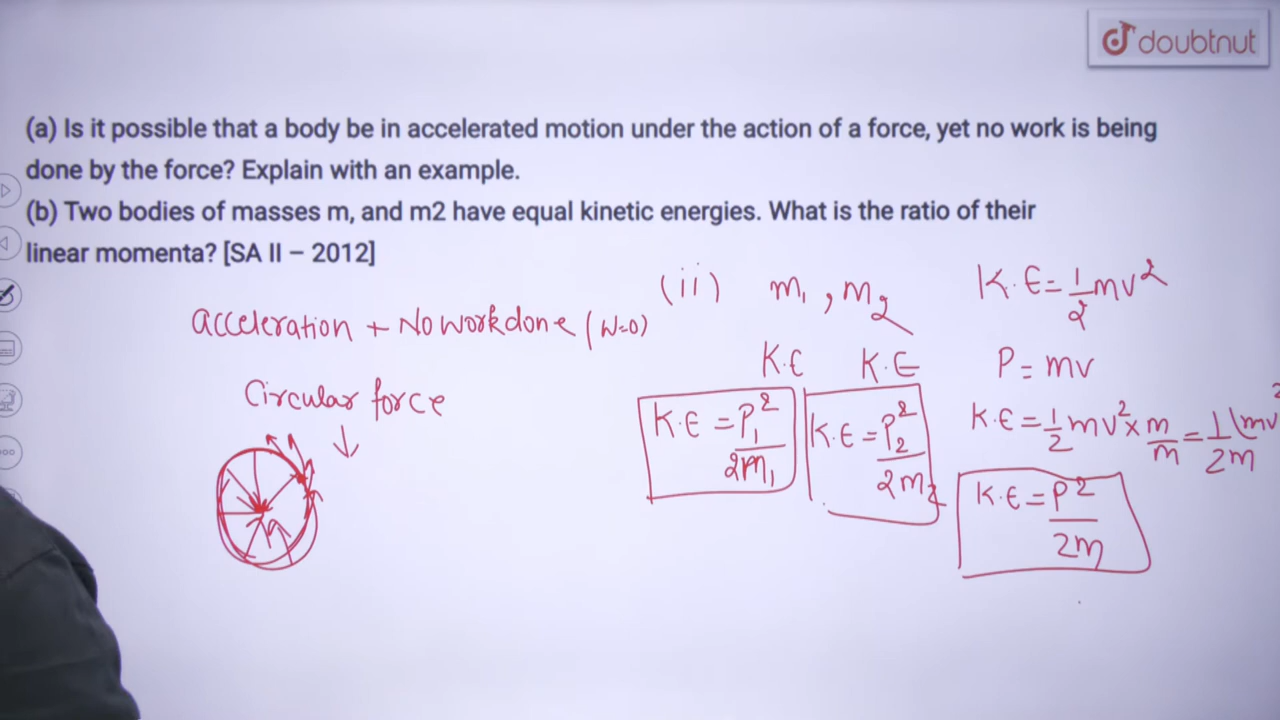 doubtnut
(a) Is it possible that a body be in accelerated motion under the action of a force, yet no work is being
done by the force? Explain with an example.
(b) Two bodies of masses m, and m2 have equal kinetic energies. What is the ratio of their
linear momenta? [SA II – 2012]
acceleration + No work done (W=0)
Circular force
(ii) m₁, m₂
K.E K.E
K.E = P₁²/2m₁
K.E = P₂²/2m₂
K.E = 1/2 mv²
P = mv
K.E = 1/2 mv² × m/m = 1/2m (mv²
K.E = P²/2m